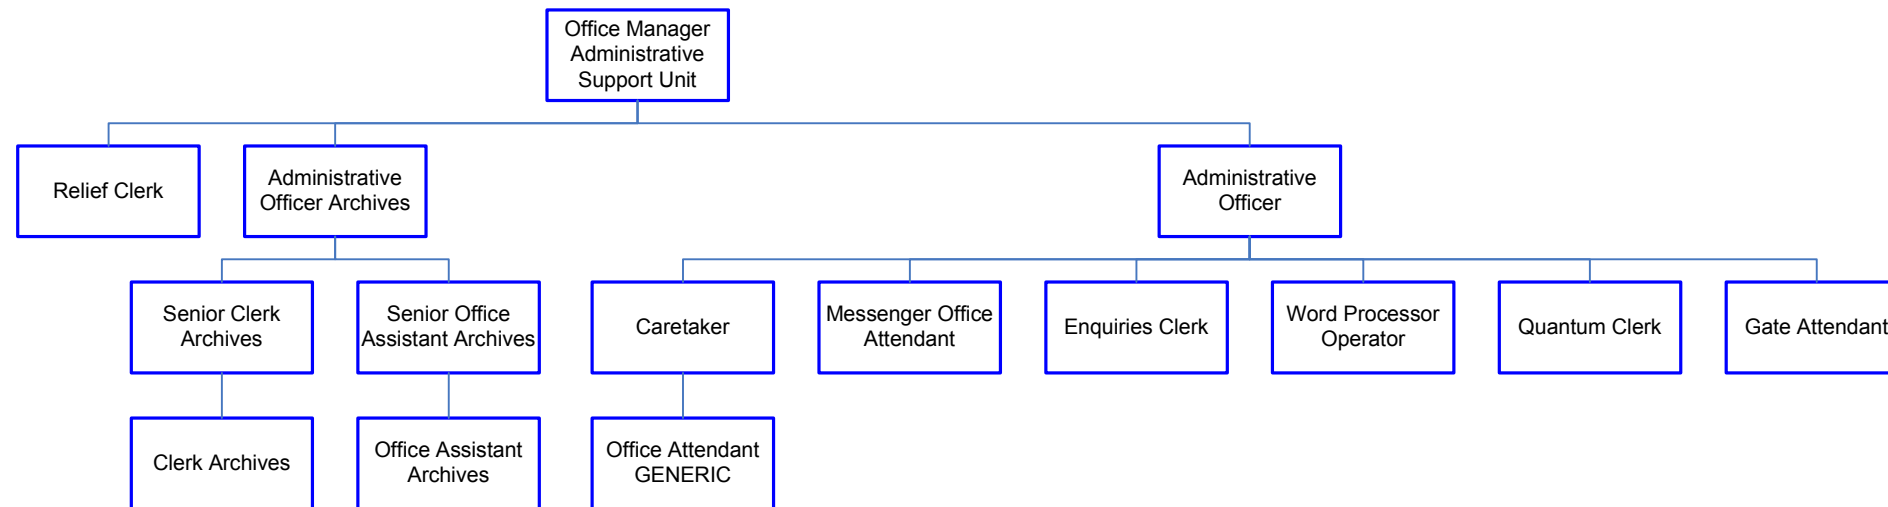 Office Manager
Administrative
Support Unit
Relief Clerk
Administrative
Officer Archives
Administrative
Officer
Senior Clerk
Archives
Senior Office
Assistant Archives
Caretaker
Messenger Office
Attendant
Enquiries Clerk
Word Processor
Operator
Quantum Clerk
Gate Attendant
Clerk Archives
Office Assistant
Archives
Office Attendant
GENERIC